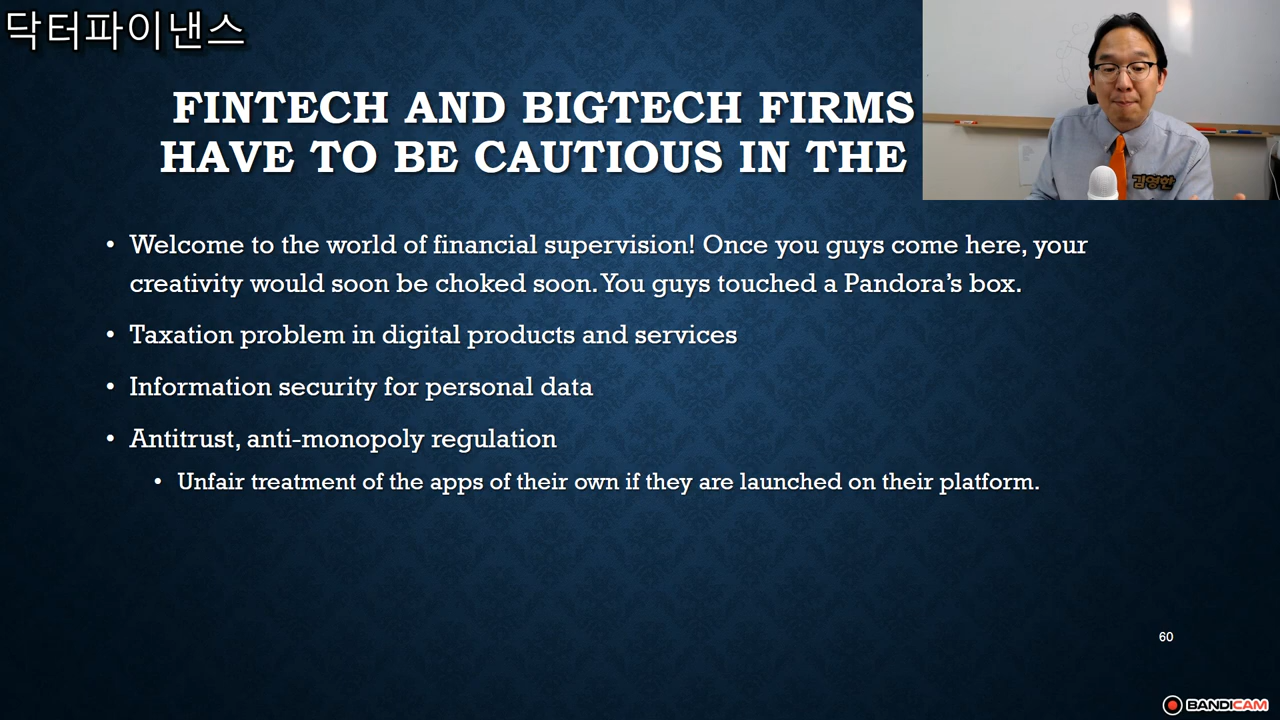 닥터파이낸스
FINTECH AND BIGTECH FIRMS
HAVE TO BE CAUTIOUS IN THE
김영한
• Welcome to the world of financial supervision! Once you guys come here, your
creativity would soon be choked soon. You guys touched a Pandora's box.
• Taxation problem in digital products and services
• Information security for personal data
• Antitrust, anti-monopoly regulation
• Unfair treatment of the apps of their own if they are launched on their platform.
60
BANDICAM